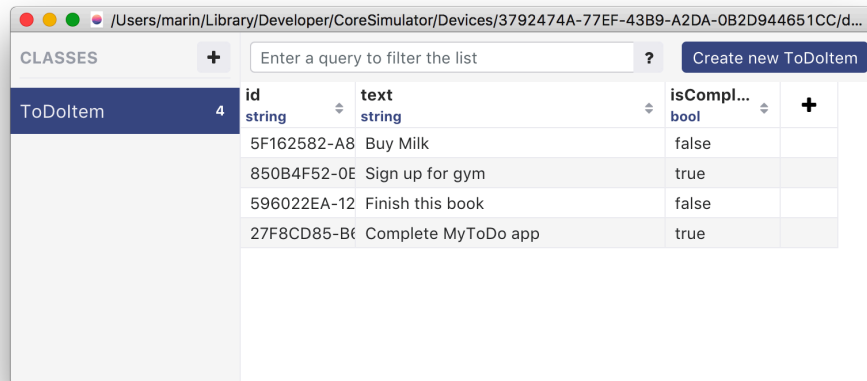 /Users/marin/Library/Developer/CoreSimulator/Devices/3792474A-77EF-43B9-A2DA-0B2D944651CC/d...
CLASSES +
Enter a query to filter the list ? Create new ToDoItem
ToDoItem 4
id text isCompl... +
string string bool
5F162582-A8 Buy Milk false
850B4F52-0E Sign up for gym true
596022EA-12 Finish this book false
27F8CD85-B6 Complete MyToDo app true